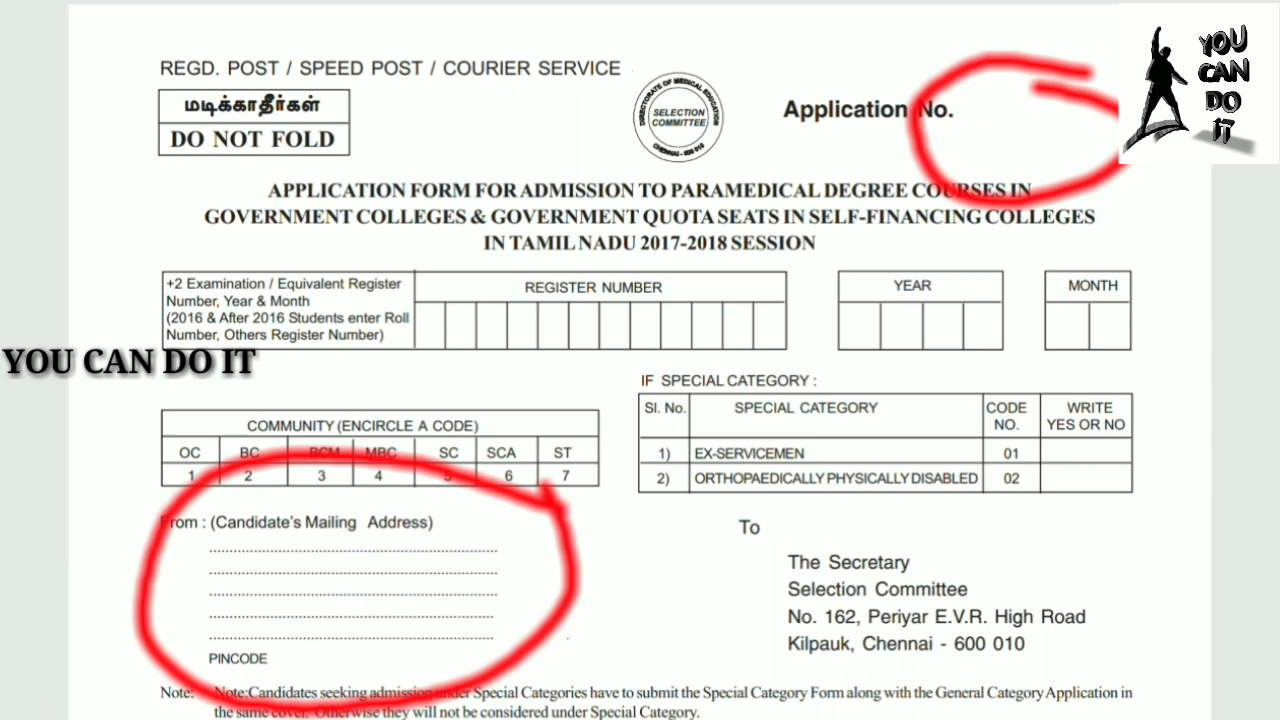 REGD. POST / SPEED POST / COURIER SERVICE
மடிக்காதீர்கள்
DO NOT FOLD
DIRECTORATE OF MEDICAL EDUCATION
SELECTION
COMMITTEE
CHENNAI - 600 010
Application No.
YOU
CAN
DO
IT
APPLICATION FORM FOR ADMISSION TO PARAMEDICAL DEGREE COURSES IN
GOVERNMENT COLLEGES & GOVERNMENT QUOTA SEATS IN SELF-FINANCING COLLEGES
IN TAMIL NADU 2017-2018 SESSION
+2 Examination / Equivalent Register
Number, Year & Month
(2016 & After 2016 Students enter Roll
Number, Others Register Number)
REGISTER NUMBER
YEAR
MONTH
YOU CAN DO IT
COMMUNITY (ENCIRCLE A CODE)
OC BC BCM MBC SC SCA ST
1 2 3 4 5 6 7
IF SPECIAL CATEGORY :
Sl. No. SPECIAL CATEGORY CODE NO. WRITE YES OR NO
1) EX-SERVICEMEN 01
2) ORTHOPAEDICALLY PHYSICALLY DISABLED 02
From : (Candidate's Mailing Address)
PINCODE
To
The Secretary
Selection Committee
No. 162, Periyar E.V.R. High Road
Kilpauk, Chennai - 600 010
Note: Note:Candidates seeking admission under Special Categories have to submit the Special Category Form along with the General Category Application in
the same cover. Otherwise they will not be considered under Special Category.